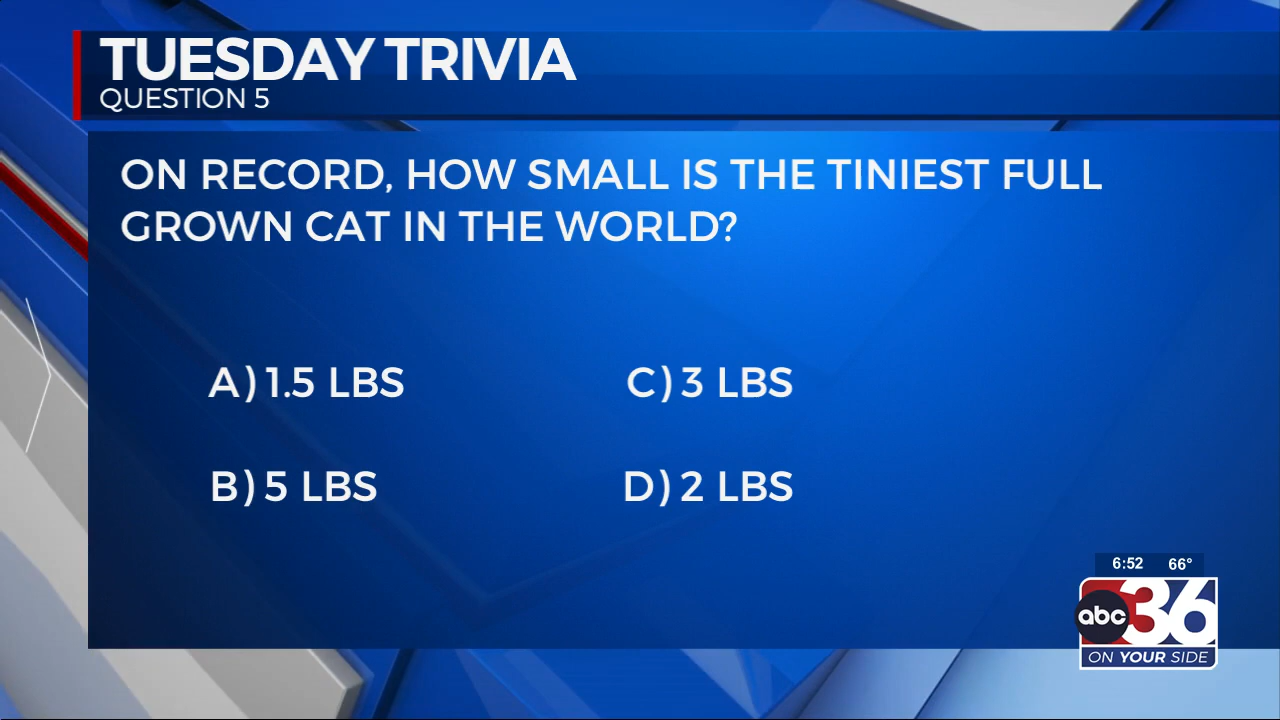 TUESDAY TRIVIA
QUESTION 5
ON RECORD, HOW SMALL IS THE TINIEST FULL
GROWN CAT IN THE WORLD?
A) 1.5 LBS
C) 3 LBS
B) 5 LBS
D) 2 LBS
6:52 66°
abc 36
ON YOUR SIDE